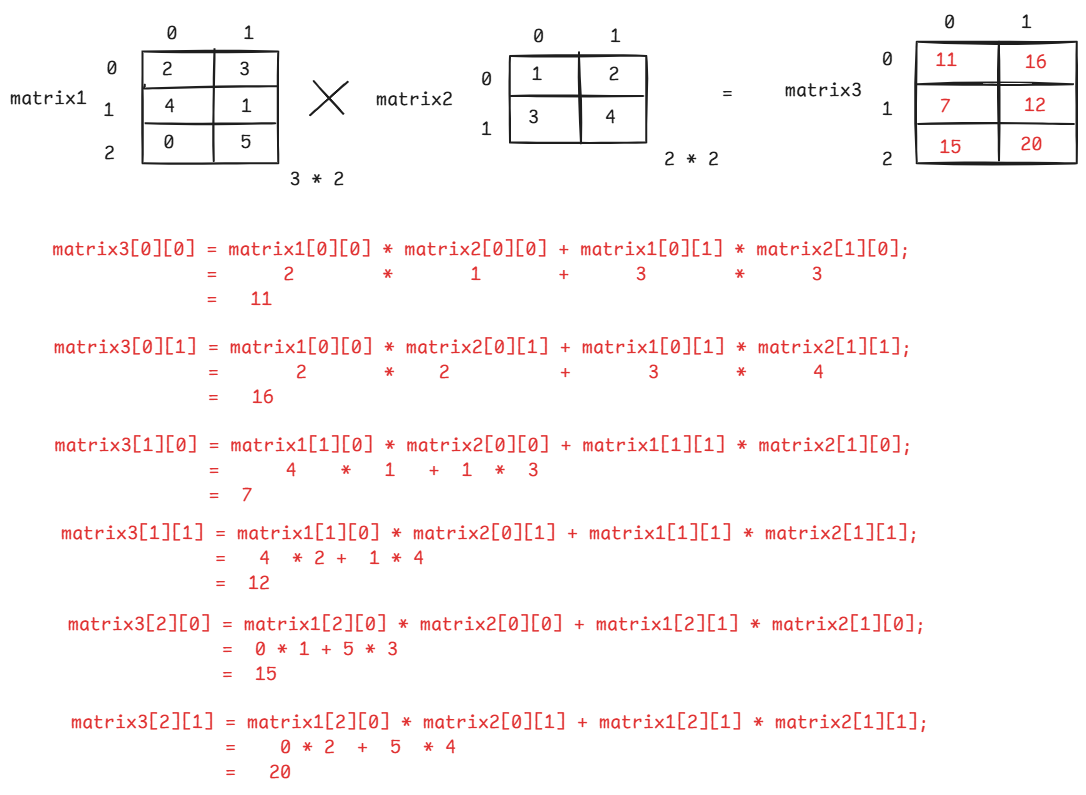 0 1
0 2 3
matrix1 1 4 1
2 0 5
3 * 2
0 1
0 1 2
matrix2
1 3 4
2 * 2
=
0 1
0 11 16
matrix3 1 7 12
2 15 20
matrix3[0][0] = matrix1[0][0] * matrix2[0][0] + matrix1[0][1] * matrix2[1][0];
= 2 * 1 + 3 * 3
= 11
matrix3[0][1] = matrix1[0][0] * matrix2[0][1] + matrix1[0][1] * matrix2[1][1];
= 2 * 2 + 3 * 4
= 16
matrix3[1][0] = matrix1[1][0] * matrix2[0][0] + matrix1[1][1] * matrix2[1][0];
= 4 * 1 + 1 * 3
= 7
matrix3[1][1] = matrix1[1][0] * matrix2[0][1] + matrix1[1][1] * matrix2[1][1];
= 4 * 2 + 1 * 4
= 12
matrix3[2][0] = matrix1[2][0] * matrix2[0][0] + matrix1[2][1] * matrix2[1][0];
= 0 * 1 + 5 * 3
= 15
matrix3[2][1] = matrix1[2][0] * matrix2[0][1] + matrix1[2][1] * matrix2[1][1];
= 0 * 2 + 5 * 4
= 20